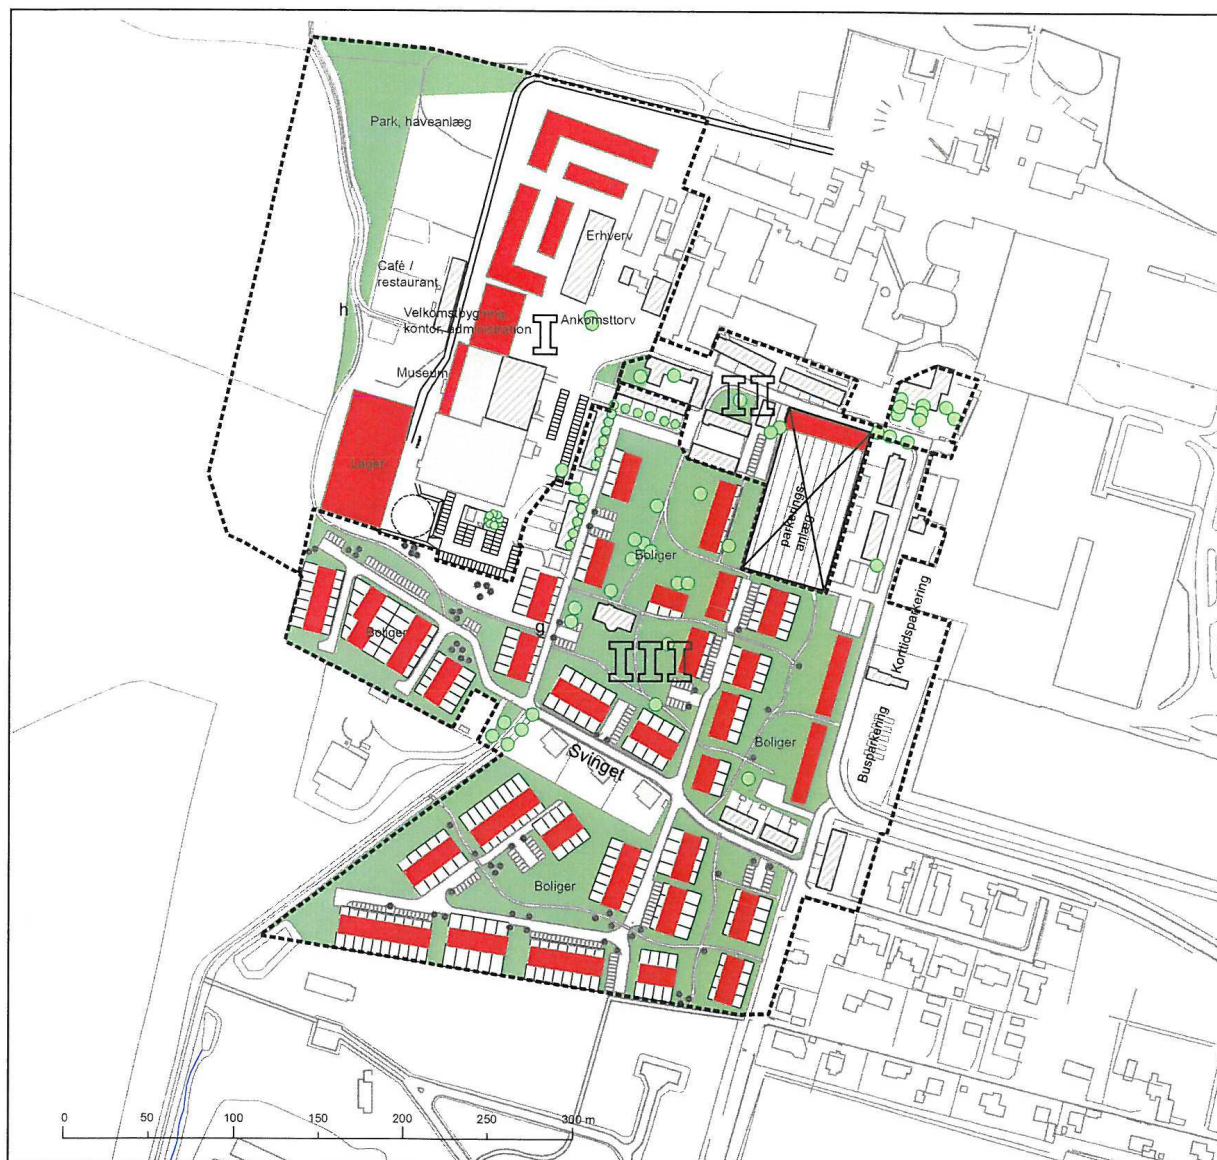 Park, haveanlæg
Erhverv
Café /
restaurant
h
Velkomstbygning,
kontor, administration
I
Ankomsttorv
Museum
II
Lager
parkerings-
anlæg
Boliger
Korttidsparkering
Boliger
g
III
Busparkering
Boliger
Svinget
Boliger
0 50 100 150 200 250 300 m